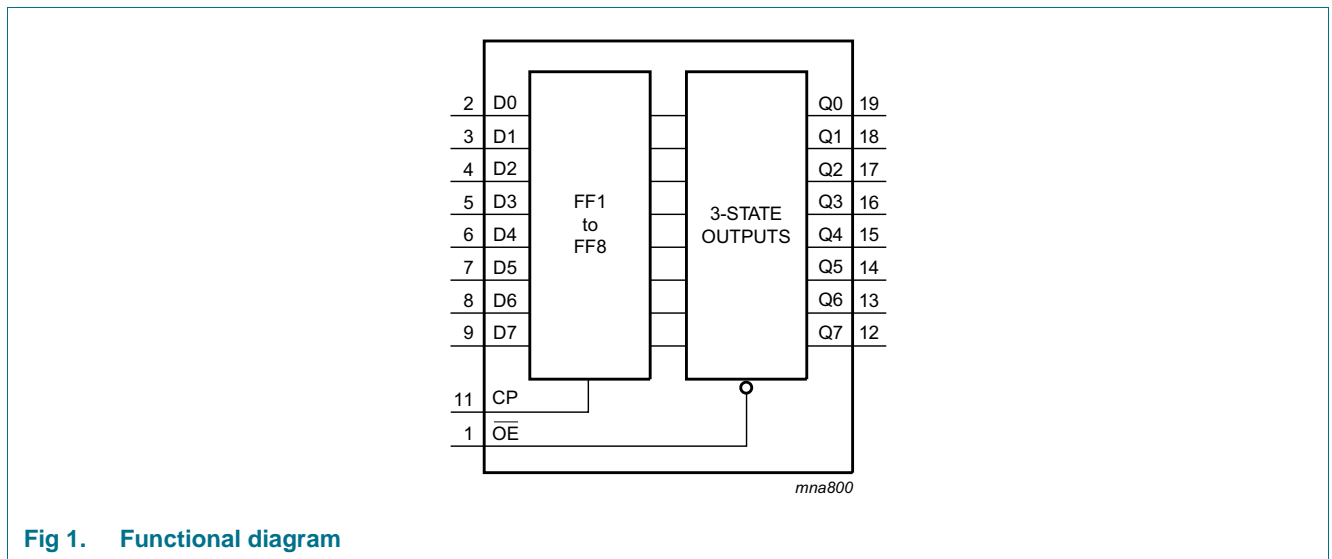 2 D0 Q0 19
3 D1 Q1 18
4 D2 Q2 17
5 D3 Q3 16
6 D4 Q4 15
7 D5 Q5 14
8 D6 Q6 13
9 D7 Q7 12
FF1
to
FF8
3-STATE
OUTPUTS
11 CP
1 O̅E̅
mna800
Fig 1. Functional diagram